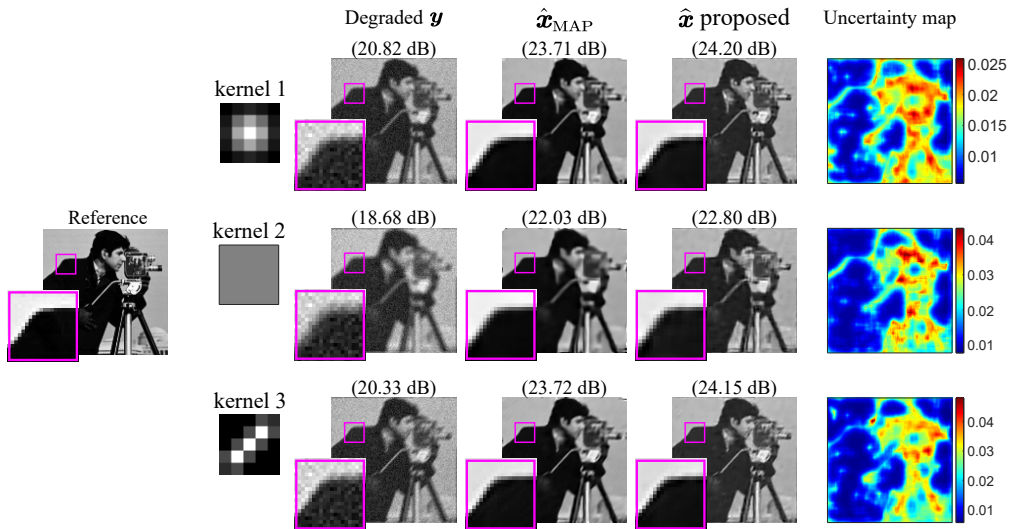 Degraded y x̂MAP x̂ proposed Uncertainty map
(20.82 dB) (23.71 dB) (24.20 dB)
kernel 1
0.025
0.02
0.015
0.01
Reference
kernel 2
(18.68 dB) (22.03 dB) (22.80 dB)
0.04
0.03
0.02
0.01
kernel 3
(20.33 dB) (23.72 dB) (24.15 dB)
0.04
0.03
0.02
0.01